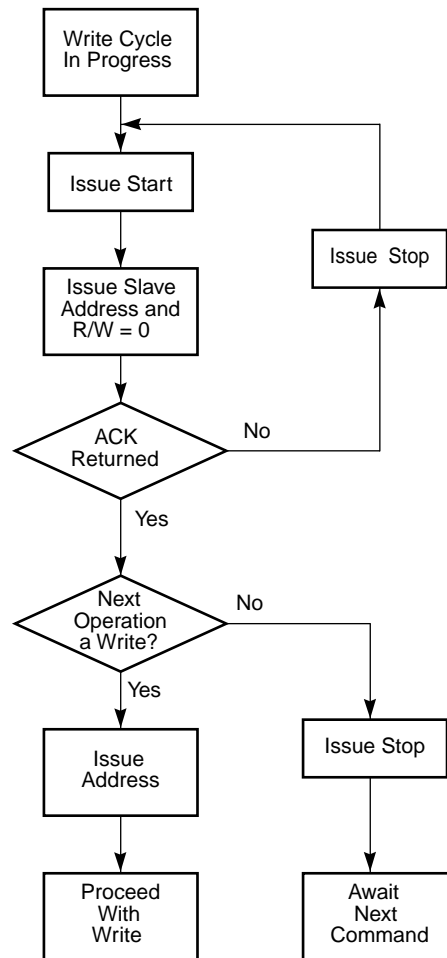 Write Cycle
In Progress
Issue Start
Issue Stop
Issue Slave
Address and
R/W = 0
ACK
Returned
No
Yes
Next
Operation
a Write?
No
Yes
Issue
Address
Issue Stop
Proceed
With
Write
Await
Next
Command